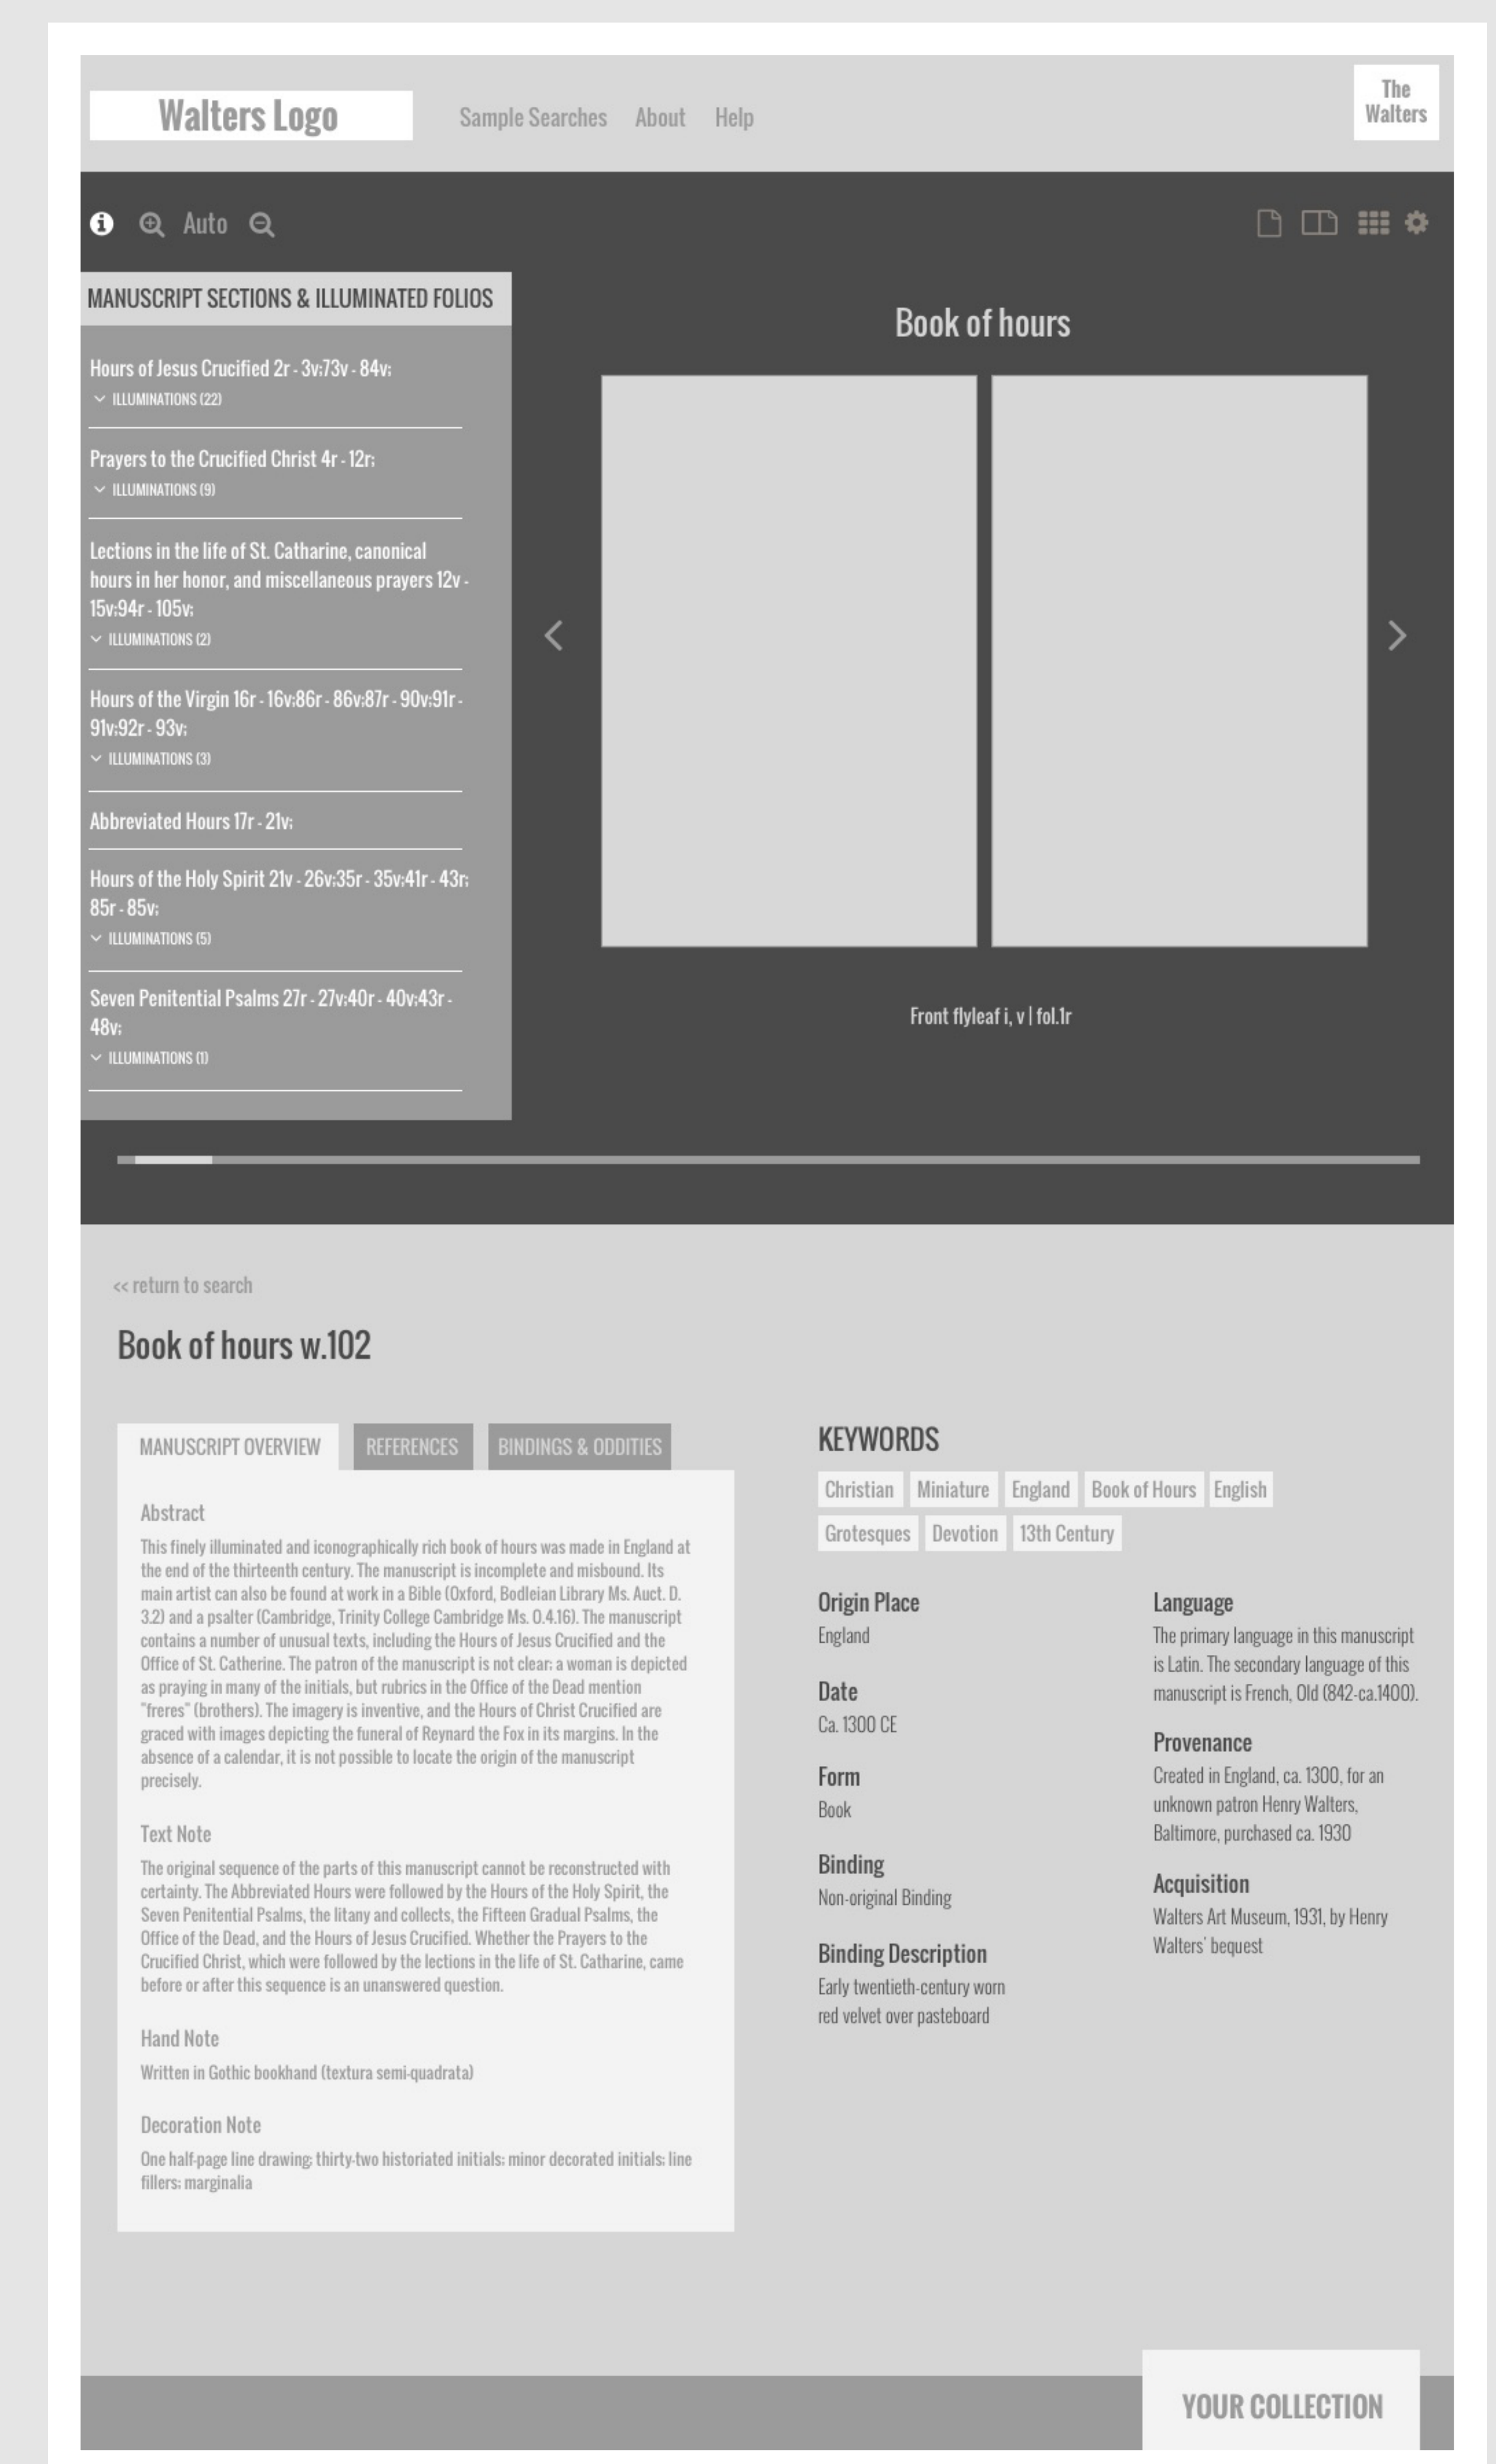 Walters Logo
Sample Searches About Help
The
Walters
Auto
MANUSCRIPT SECTIONS & ILLUMINATED FOLIOS
Hours of Jesus Crucified 2r - 3v;73v - 84v;
ILLUMINATIONS (22)
Prayers to the Crucified Christ 4r - 12r;
ILLUMINATIONS (9)
Lections in the life of St. Catharine, canonical
hours in her honor, and miscellaneous prayers 12v -
15v;94r - 105v;
ILLUMINATIONS (2)
Hours of the Virgin 16r - 16v;86r - 86v;87r - 90v;91r -
91v;92r - 93v;
ILLUMINATIONS (3)
Abbreviated Hours 17r - 21v;
Hours of the Holy Spirit 21v - 26v;35r - 35v;41r - 43r;
85r - 85v;
ILLUMINATIONS (5)
Seven Penitential Psalms 27r - 27v;40r - 40v;43r -
48v;
ILLUMINATIONS (1)
Book of hours
Front flyleaf i, v | fol.1r
<< return to search
Book of hours w.102
MANUSCRIPT OVERVIEW REFERENCES BINDINGS & ODDITIES
Abstract
This finely illuminated and iconographically rich book of hours was made in England at
the end of the thirteenth century. The manuscript is incomplete and misbound. Its
main artist can also be found at work in a Bible (Oxford, Bodleian Library Ms. Auct. D.
3.2) and a psalter (Cambridge, Trinity College Cambridge Ms. O.4.16). The manuscript
contains a number of unusual texts, including the Hours of Jesus Crucified and the
Office of St. Catherine. The patron of the manuscript is not clear; a woman is depicted
as praying in many of the initials, but rubrics in the Office of the Dead mention
"freres" (brothers). The imagery is inventive, and the Hours of Christ Crucified are
graced with images depicting the funeral of Reynard the Fox in its margins. In the
absence of a calendar, it is not possible to locate the origin of the manuscript
precisely.
Text Note
The original sequence of the parts of this manuscript cannot be reconstructed with
certainty. The Abbreviated Hours were followed by the Hours of the Holy Spirit, the
Seven Penitential Psalms, the litany and collects, the Fifteen Gradual Psalms, the
Office of the Dead, and the Hours of Jesus Crucified. Whether the Prayers to the
Crucified Christ, which were followed by the lections in the life of St. Catharine, came
before or after this sequence is an unanswered question.
Hand Note
Written in Gothic bookhand (textura semi-quadrata)
Decoration Note
One half-page line drawing; thirty-two historiated initials; minor decorated initials; line
fillers; marginalia
KEYWORDS
Christian Miniature England Book of Hours English
Grotesques Devotion 13th Century
Origin Place
England
Date
Ca. 1300 CE
Form
Book
Binding
Non-original Binding
Binding Description
Early twentieth-century worn
red velvet over pasteboard
Language
The primary language in this manuscript
is Latin. The secondary language of this
manuscript is French, Old (842-ca.1400).
Provenance
Created in England, ca. 1300, for an
unknown patron Henry Walters,
Baltimore, purchased ca. 1930
Acquisition
Walters Art Museum, 1931, by Henry
Walters' bequest
YOUR COLLECTION